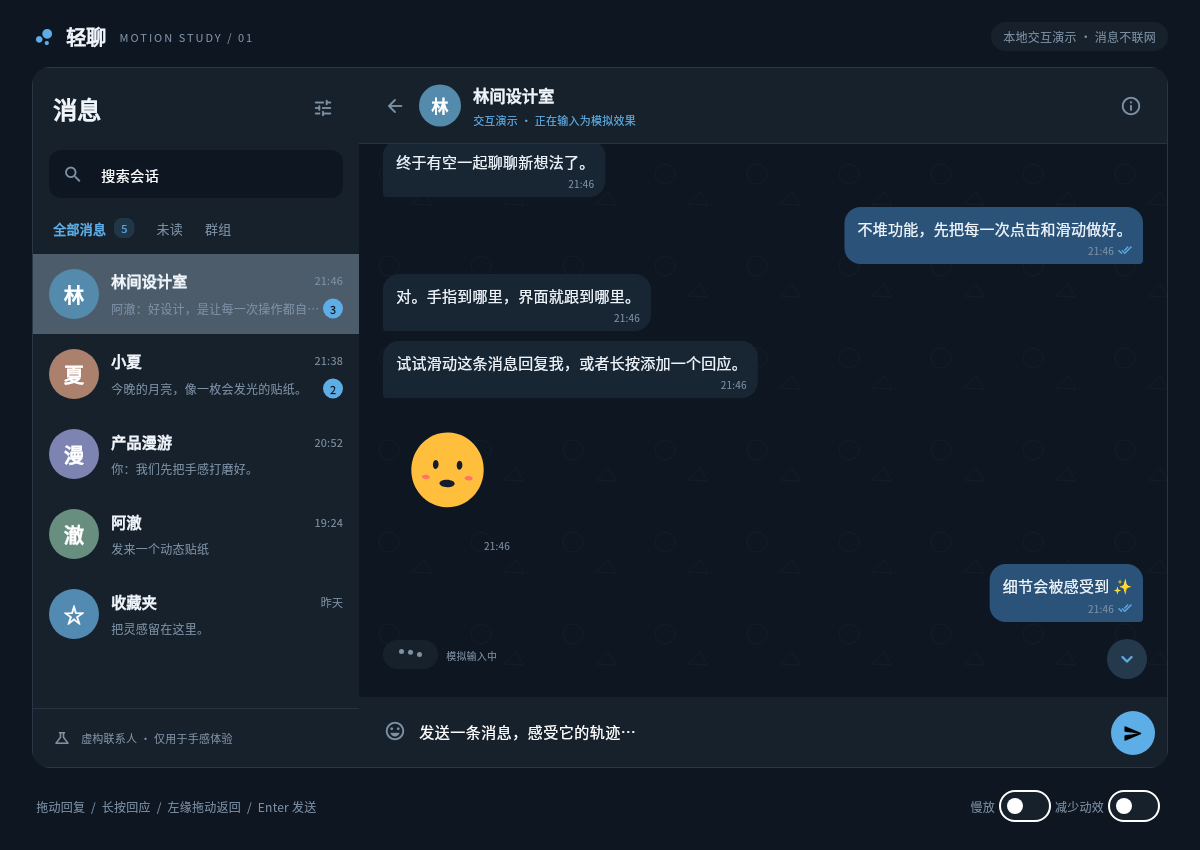 轻聊 MOTION STUDY / 01
本地交互演示 · 消息不联网
消息
搜索会话
全部消息 5 未读 群组
林 林间设计室 21:46
阿澈：好设计，是让每一次操作都自… 3
夏 小夏 21:38
今晚的月亮，像一枚会发光的贴纸。 2
漫 产品漫游 20:52
你：我们先把手感打磨好。
澈 阿澈 19:24
发来一个动态贴纸
收藏夹 昨天
把灵感留在这里。
虚构联系人 · 仅用于手感体验
林 林间设计室
交互演示 · 正在输入为模拟效果
终于有空一起聊聊新想法了。
21:46
不堆功能，先把每一次点击和滑动做好。
21:46
对。手指到哪里，界面就跟到哪里。
21:46
试试滑动这条消息回复我，或者长按添加一个回应。
21:46
21:46
细节会被感受到 ✨
21:46
模拟输入中
发送一条消息，感受它的轨迹…
拖动回复 / 长按回应 / 左缘拖动返回 / Enter 发送
慢放 减少动效